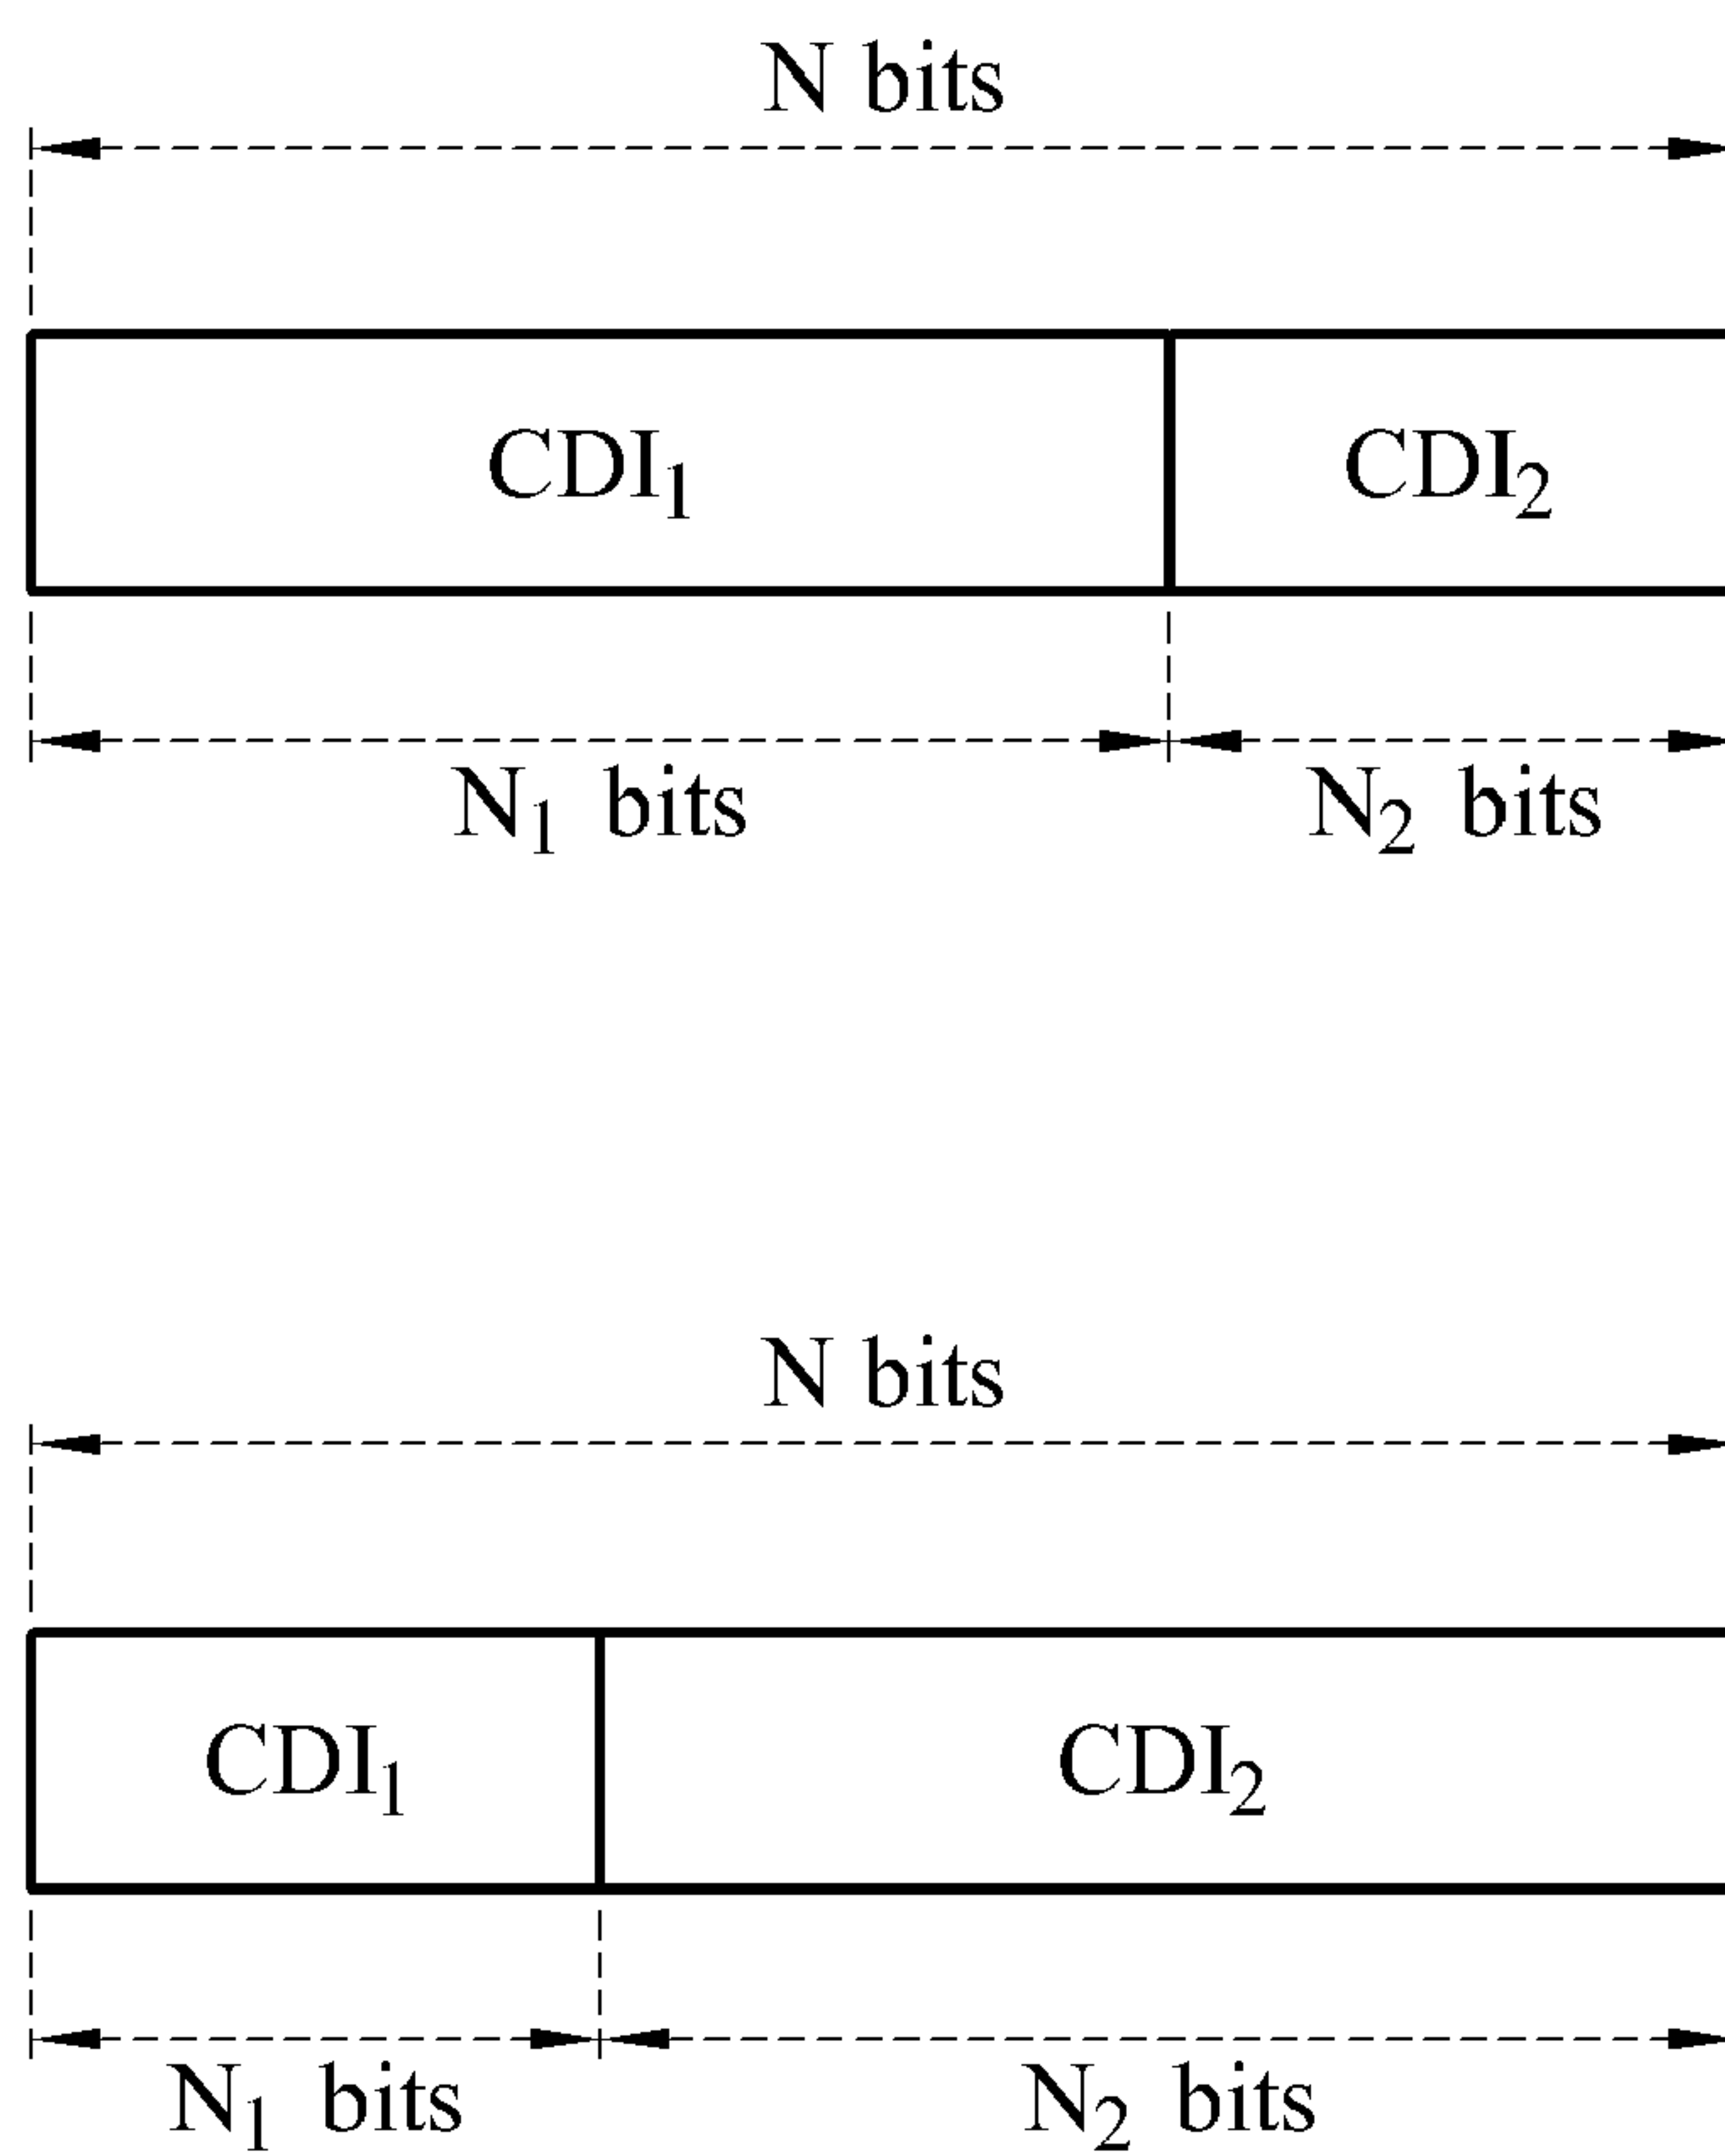 N bits
CDI₁ CDI₂
N₁ bits N₂ bits
N bits
CDI₁ CDI₂
N₁ bits N₂ bits